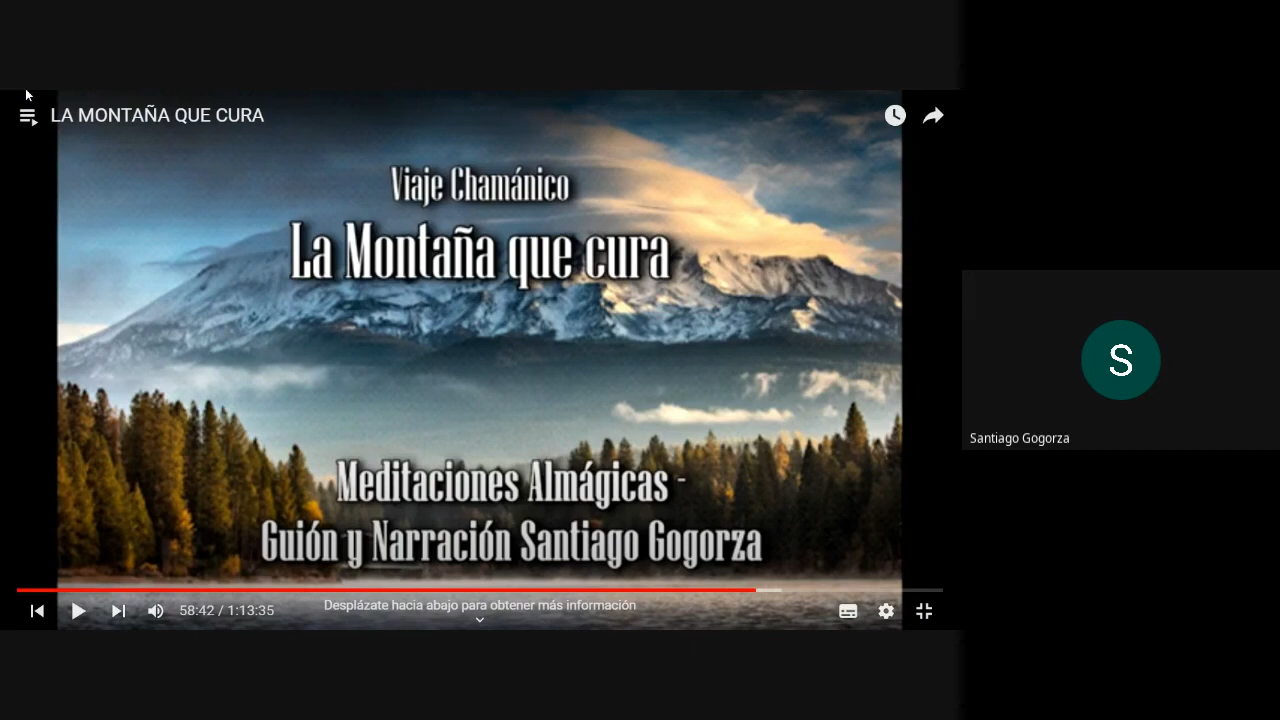 LA MONTAÑA QUE CURA
Viaje Chamánico
La Montaña que cura
Meditaciones Almágicas -
Guión y Narración Santiago Gogorza
58:42 / 1:13:35
Desplázate hacia abajo para obtener más información
S
Santiago Gogorza